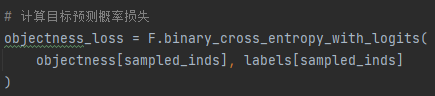 # 计算目标预测概率损失
objectness_loss = F.binary_cross_entropy_with_logits(
    objectness[sampled_inds], labels[sampled_inds]
)